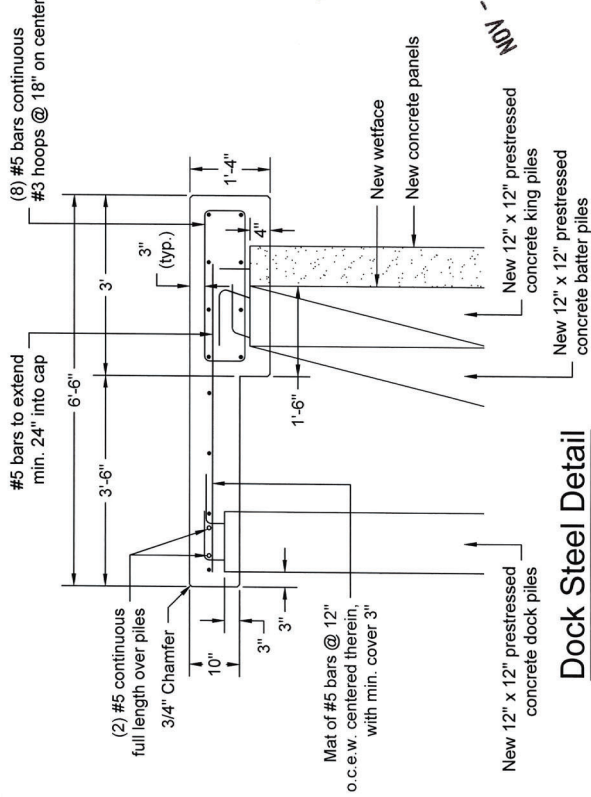 (8) #5 bars continuous
#3 hoops @ 18" on center
NOV -
#5 bars to extend
min. 24" into cap
6'-6"
3'-6"
3'
3"
(typ.)
1'-4"
4"
(2) #5 continuous
full length over piles
3/4" Chamfer
10"
3"
3"
1'-6"
Mat of #5 bars @ 12"
o.c.e.w. centered therein,
with min. cover 3"
New wetface
New concrete panels
New 12" x 12" prestressed
concrete king piles
New 12" x 12" prestressed
concrete batter piles
New 12" x 12" prestressed
concrete dock piles
Dock Steel Detail